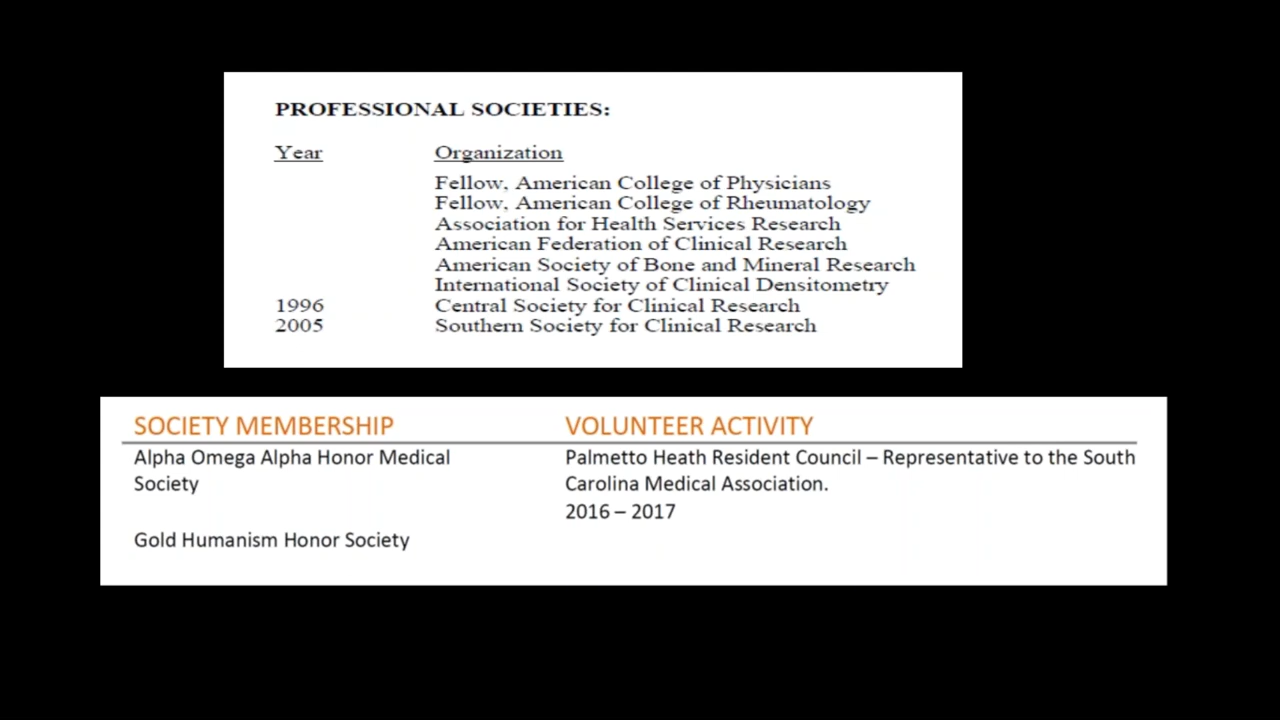 PROFESSIONAL SOCIETIES:
Year Organization
Fellow, American College of Physicians
Fellow, American College of Rheumatology
Association for Health Services Research
American Federation of Clinical Research
American Society of Bone and Mineral Research
International Society of Clinical Densitometry
1996 Central Society for Clinical Research
2005 Southern Society for Clinical Research
SOCIETY MEMBERSHIP
Alpha Omega Alpha Honor Medical
Society
Gold Humanism Honor Society
VOLUNTEER ACTIVITY
Palmetto Heath Resident Council – Representative to the South
Carolina Medical Association.
2016 – 2017